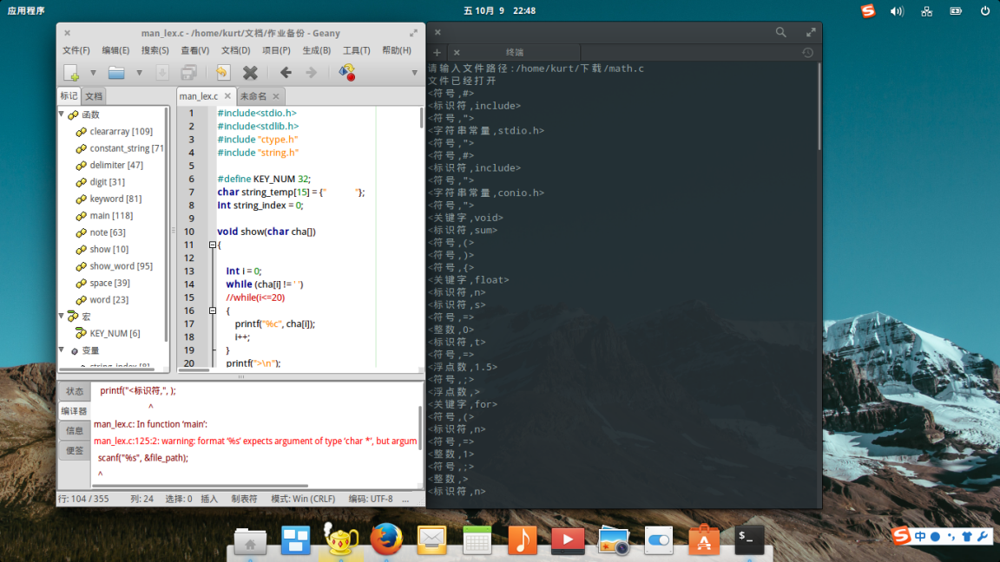 应用程序
五 10月 9 22:48
man_lex.c - /home/kurt/文档/作业备份 - Geany
文件(F) 编辑(E) 搜索(S) 查看(V) 文档(D) 项目(P) 生成(B) 工具(T) 帮助(H)
标记 文档
函数
cleararray [109]
constant_string [71
delimiter [47]
digit [31]
keyword [81]
main [118]
note [63]
show [10]
show_word [95]
space [39]
word [23]
宏
KEY_NUM [6]
变量
string_index [8]
man_lex.c 未命名
1 #include<stdio.h>
2 #include<stdlib.h>
3 #include "ctype.h"
4 #include "string.h"
5
6 #define KEY_NUM 32;
7 char string_temp[15] = {" "};
8 int string_index = 0;
9
10 void show(char cha[])
11 {
12
13 int i = 0;
14 while (cha[i] != ' ')
15 //while(i<=20)
16 {
17 printf("%c", cha[i]);
18 i++;
19 }
20 printf(">\n");
状态
编译器
信息
便签
printf("<标识符,", );
^
man_lex.c: In function ‘main’:
man_lex.c:125:2: warning: format ‘%s’ expects argument of type ‘char *’, but argum
scanf("%s", &file_path);
^
行: 104 / 355 列: 24 选择: 0 插入 制表符 模式: Win (CRLF) 编码: UTF-8 ...
终端
请输入文件路径:/home/kurt/下载/math.c
文件已经打开
<符号,#>
<标识符,include>
<符号,">
<字符串常量,stdio.h>
<符号,">
<符号,#>
<标识符,include>
<符号,">
<字符串常量,conio.h>
<符号,">
<关键字,void>
<标识符,sum>
<符号,(>
<符号,)>
<符号,{>
<关键字,float>
<标识符,n>
<标识符,s>
<符号,=>
<整数,0>
<标识符,t>
<符号,=>
<浮点数,1.5>
<符号,;>
<浮点数,>
<关键字,for>
<符号,(>
<标识符,n>
<符号,=>
<整数,1>
<符号,;>
<整数,>
<标识符,n>
中